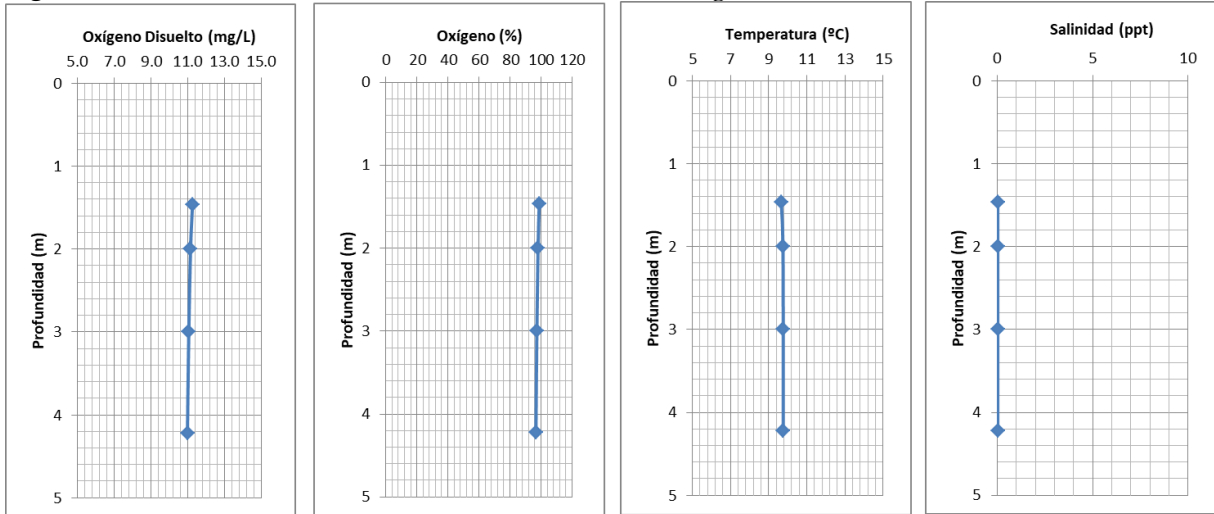 Oxígeno Disuelto (mg/L)
5.0 7.0 9.0 11.0 13.0 15.0
0
1
2
3
4
5
Profundidad (m)
Oxígeno (%)
0 20 40 60 80 100 120
0
1
2
3
4
5
Profundidad (m)
Temperatura (ºC)
5 7 9 11 13 15
0
1
2
3
4
5
Profundidad (m)
Salinidad (ppt)
0 5 10
0
1
2
3
4
5
Profundidad (m)